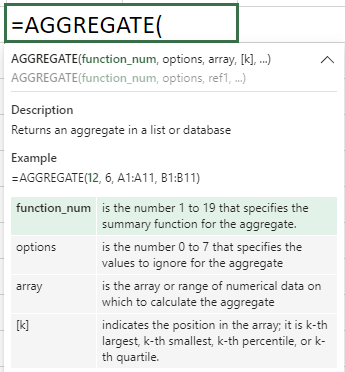 =AGGREGATE(
AGGREGATE(function_num, options, array, [k], ...)
AGGREGATE(function_num, options, ref1, ...)
Description
Returns an aggregate in a list or database
Example
=AGGREGATE(12, 6, A1:A11, B1:B11)
function_num is the number 1 to 19 that specifies the
summary function for the aggregate.
options is the number 0 to 7 that specifies the
values to ignore for the aggregate
array is the array or range of numerical data on
which to calculate the aggregate
[k] indicates the position in the array; it is k-th
largest, k-th smallest, k-th percentile, or k-
th quartile.